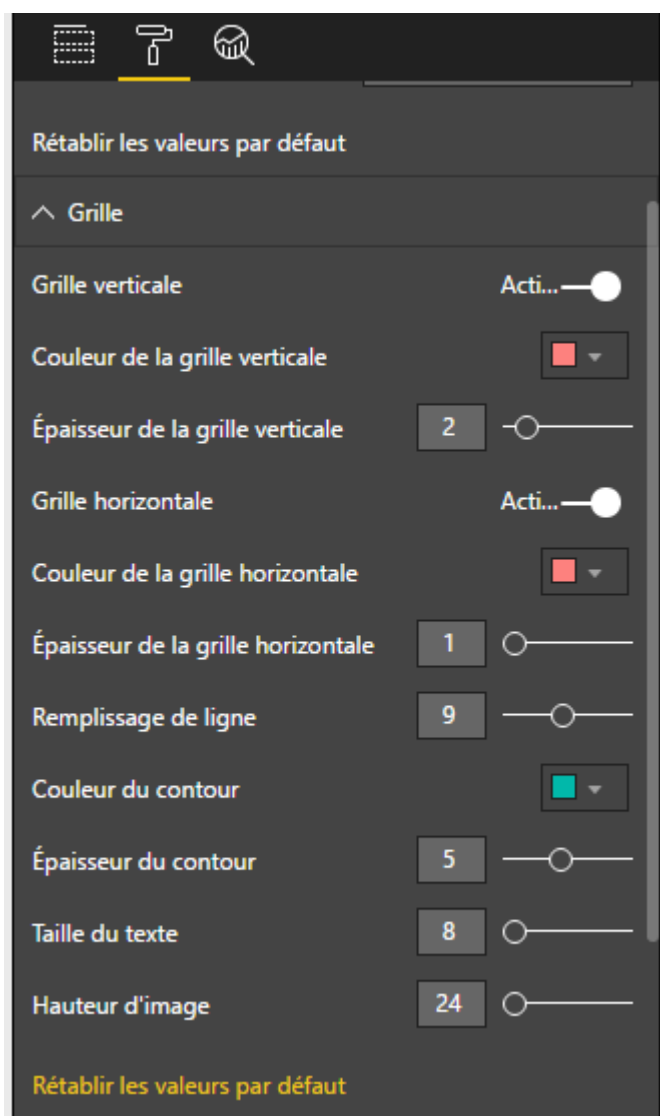 Rétablir les valeurs par défaut
Grille
Grille verticale Acti...
Couleur de la grille verticale
Épaisseur de la grille verticale 2
Grille horizontale Acti...
Couleur de la grille horizontale
Épaisseur de la grille horizontale 1
Remplissage de ligne 9
Couleur du contour
Épaisseur du contour 5
Taille du texte 8
Hauteur d'image 24
Rétablir les valeurs par défaut